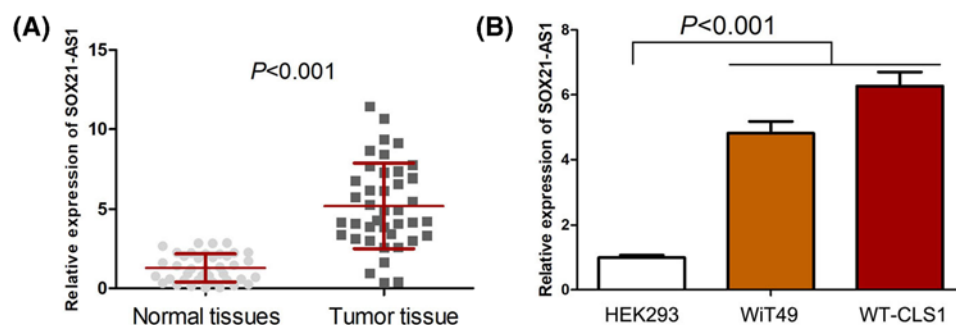 (A)
Relative expression of SOX21-AS1
15
10
5
0
P<0.001
Normal tissues
Tumor tissue
(B)
Relative expression of SOX21-AS1
8
6
4
2
0
P<0.001
HEK293
WiT49
WT-CLS1